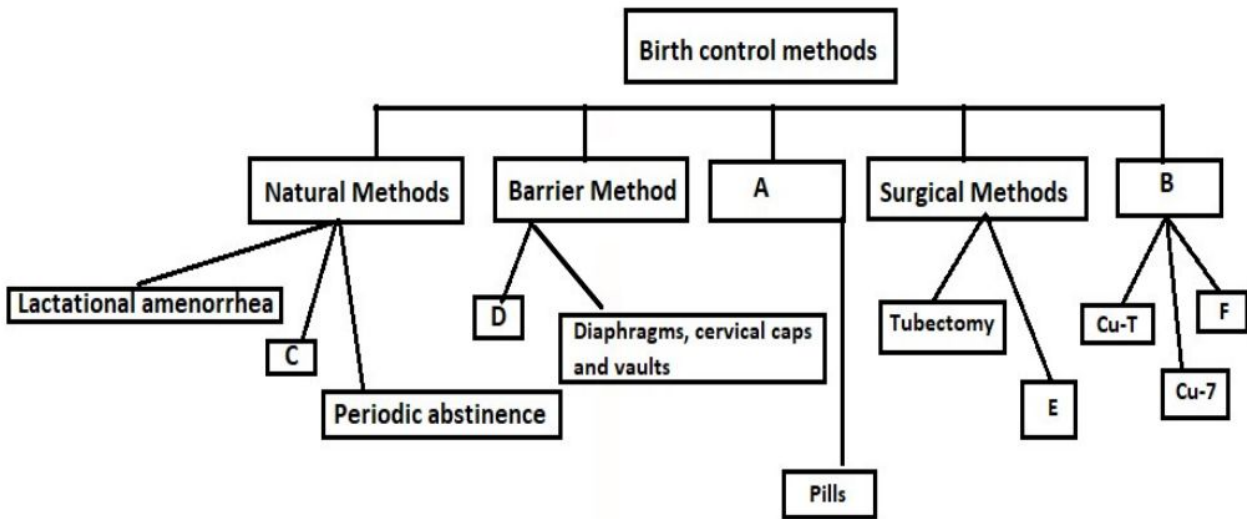 Birth control methods
Natural Methods
Barrier Method
A
Surgical Methods
B
Lactational amenorrhea
C
Periodic abstinence
D
Diaphragms, cervical caps
and vaults
Pills
Tubectomy
E
Cu-T
Cu-7
F